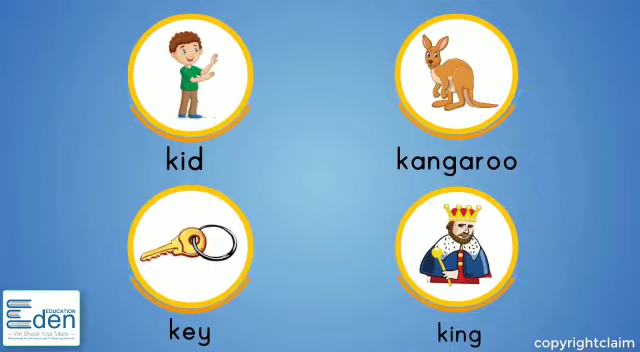 kid
kangaroo
key
king
EDUCATION
Eden
We Shape Your Future
copyrightclaim